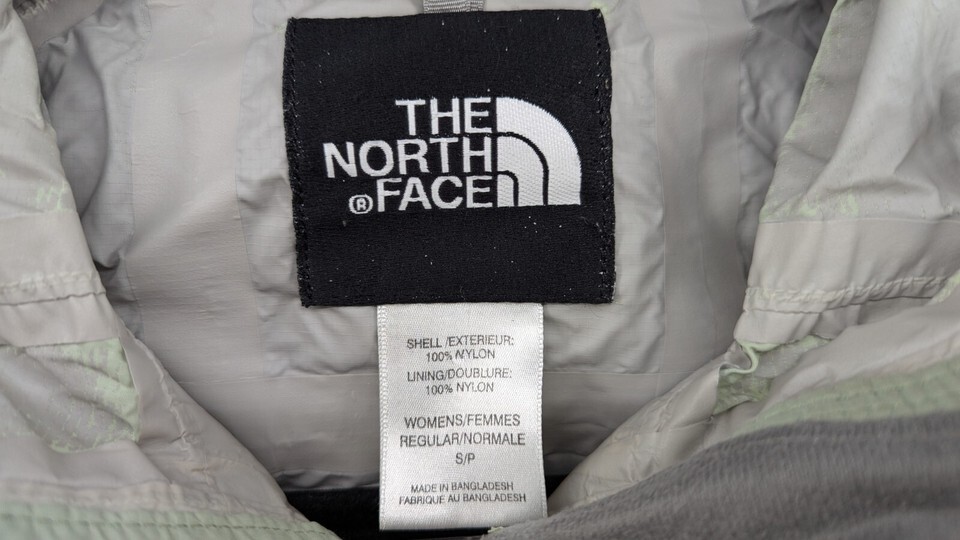 THE
NORTH
®FACE
SHELL/EXTERIEUR:
100% NYLON
LINING/DOUBLURE:
100% NYLON
WOMENS/FEMMES
REGULAR/NORMALE
S/P
MADE IN BANGLADESH
FABRIQUE AU BANGLADESH